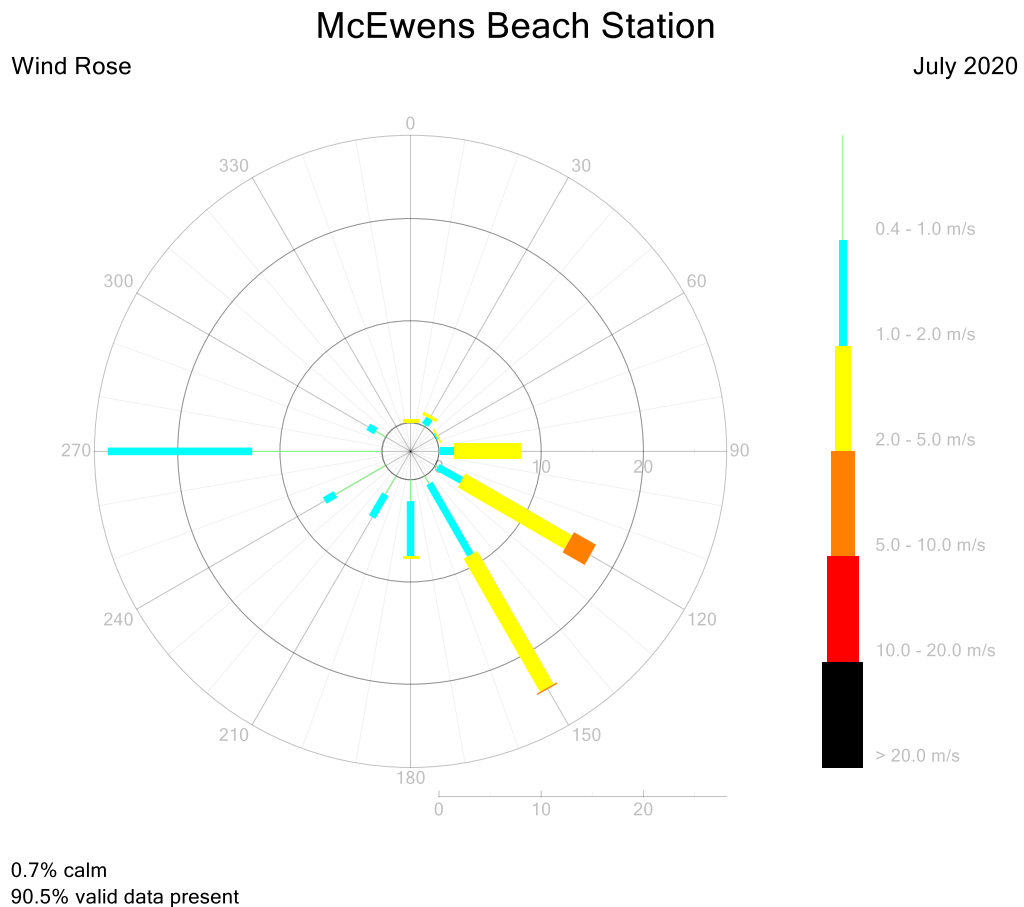 McEwens Beach Station
Wind Rose
July 2020
0
330
30
300
60
0.4 - 1.0 m/s
1.0 - 2.0 m/s
2.0 - 5.0 m/s
270
0
10
20
90
5.0 - 10.0 m/s
240
120
10.0 - 20.0 m/s
210
150
> 20.0 m/s
180
0
10
20
0.7% calm
90.5% valid data present